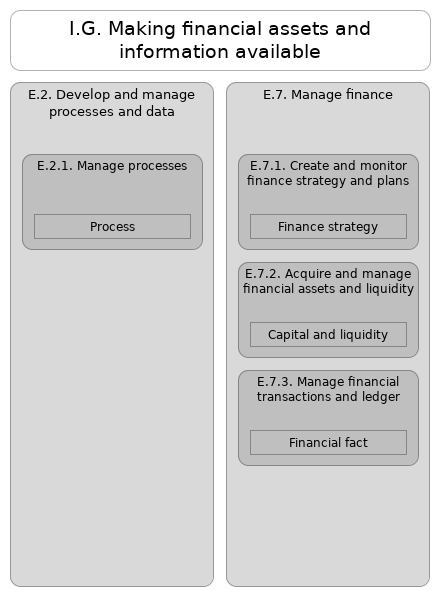 I.G. Making financial assets and
information available
E.2. Develop and manage
processes and data
E.2.1. Manage processes
Process
E.7. Manage finance
E.7.1. Create and monitor
finance strategy and plans
Finance strategy
E.7.2. Acquire and manage
financial assets and liquidity
Capital and liquidity
E.7.3. Manage financial
transactions and ledger
Financial fact